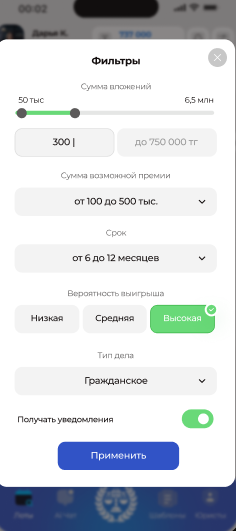 00:02
Дарья К.
Фильтры
Сумма вложений
50 тыс
6,5 млн
300 |
до 750 000 тг
Сумма возможной премии
от 100 до 500 тыс.
Срок
от 6 до 12 месяцев
Вероятность выигрыша
Низкая
Средняя
Высокая
Тип дела
Гражданское
Получать уведомления
Применить